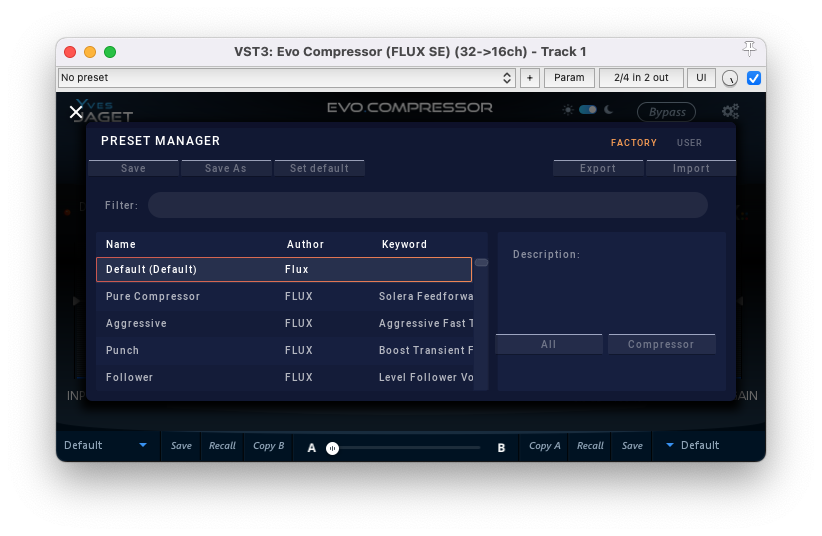 VST3: Evo Compressor (FLUX SE) (32->16ch) - Track 1
No preset + Param 2/4 in 2 out UI
YVES
JAGET
EVO COMPRESSOR Bypass
PRESET MANAGER FACTORY USER
Save Save As Set default Export Import
Filter:
Name Author Keyword Description:
Default (Default) Flux
Pure Compressor FLUX Solera Feedforwa
Aggressive FLUX Aggressive Fast T
Punch FLUX Boost Transient F
All Compressor
Follower FLUX Level Follower Vo
INP AIN
Default Save Recall Copy B A B Copy A Recall Save Default